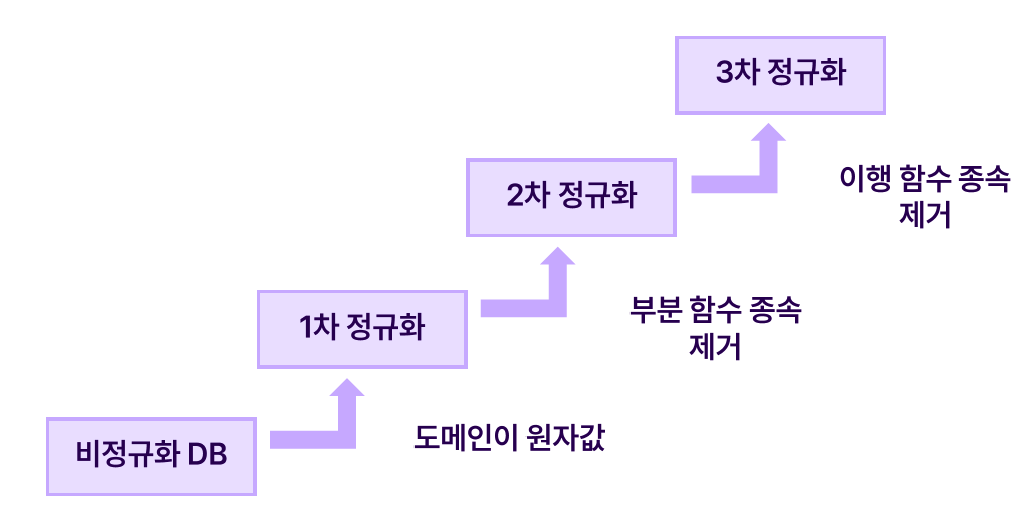 3차 정규화
이행 함수 종속
제거
2차 정규화
부분 함수 종속
제거
1차 정규화
도메인이 원자값
비정규화 DB